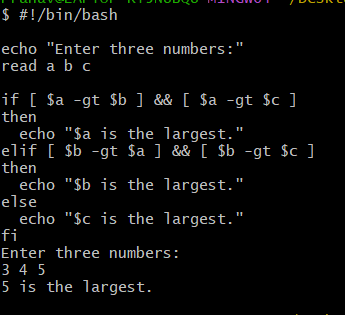 $ #!/bin/bash
echo "Enter three numbers:"
read a b c
if [ $a -gt $b ] && [ $a -gt $c ]
then
  echo "$a is the largest."
elif [ $b -gt $a ] && [ $b -gt $c ]
then
  echo "$b is the largest."
else
  echo "$c is the largest."
fi
Enter three numbers:
3 4 5
5 is the largest.